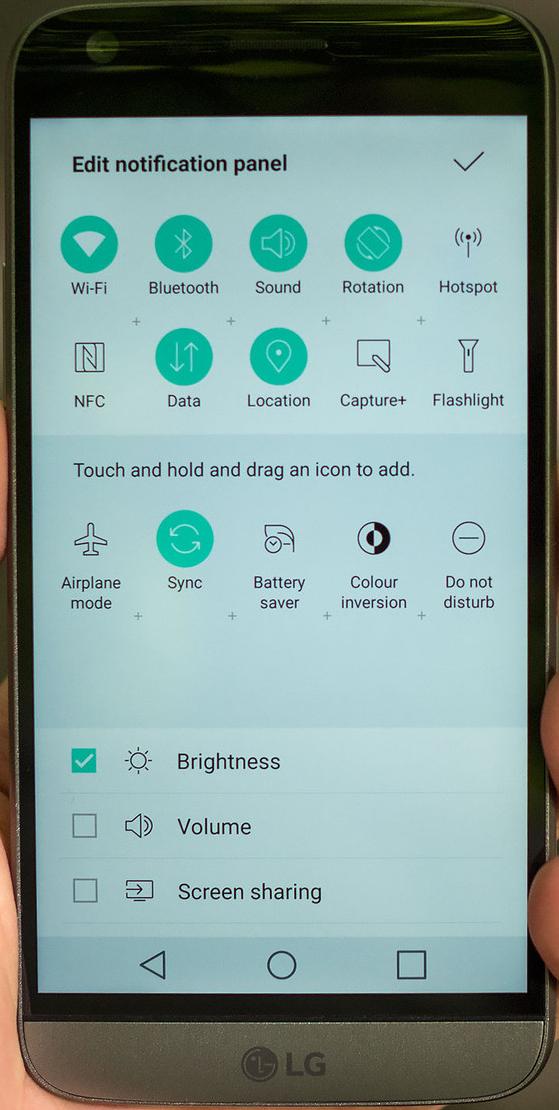 Edit notification panel
Wi-Fi Bluetooth Sound Rotation Hotspot
NFC Data Location Capture+ Flashlight
Touch and hold and drag an icon to add.
Airplane mode
Sync
Battery saver
Colour inversion
Do not disturb
Brightness
Volume
Screen sharing
LG